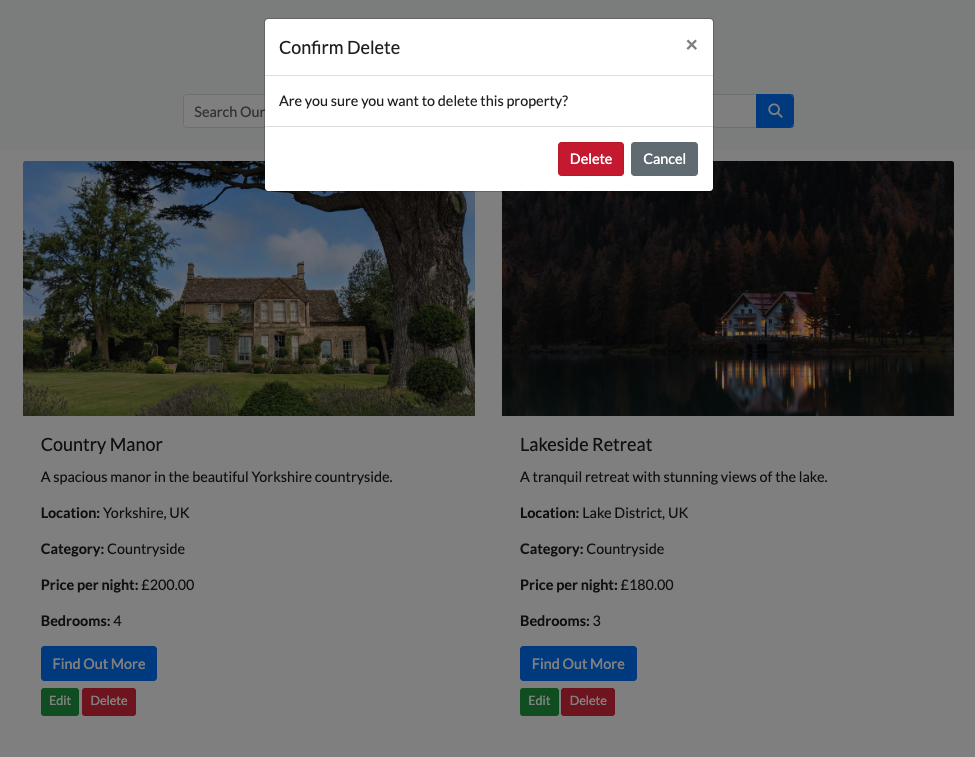 Confirm Delete
×
Are you sure you want to delete this property?
Search Our
Delete
Cancel
Country Manor
A spacious manor in the beautiful Yorkshire countryside.
Location: Yorkshire, UK
Category: Countryside
Price per night: £200.00
Bedrooms: 4
Find Out More
Edit
Delete
Lakeside Retreat
A tranquil retreat with stunning views of the lake.
Location: Lake District, UK
Category: Countryside
Price per night: £180.00
Bedrooms: 3
Find Out More
Edit
Delete